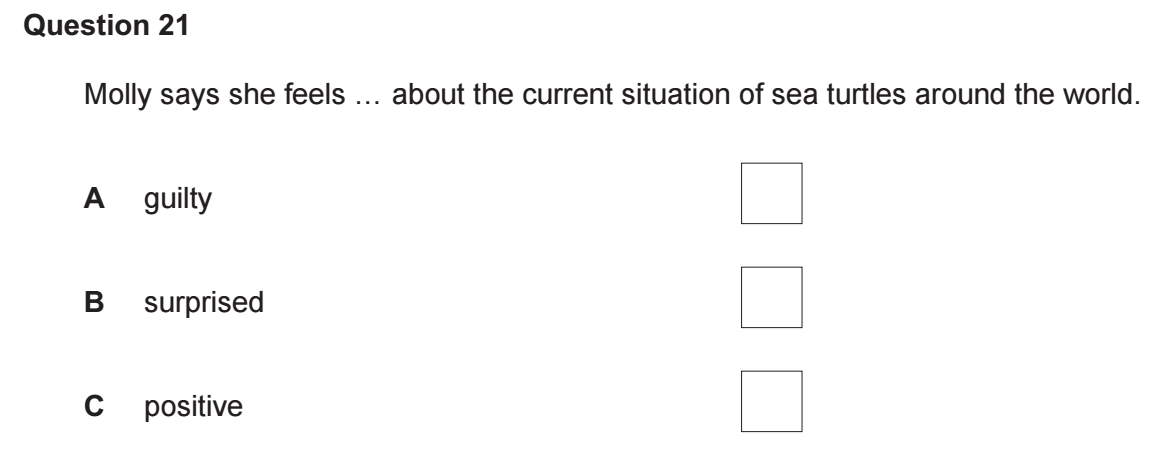 Question 21
Molly says she feels … about the current situation of sea turtles around the world.
A guilty
B surprised
C positive